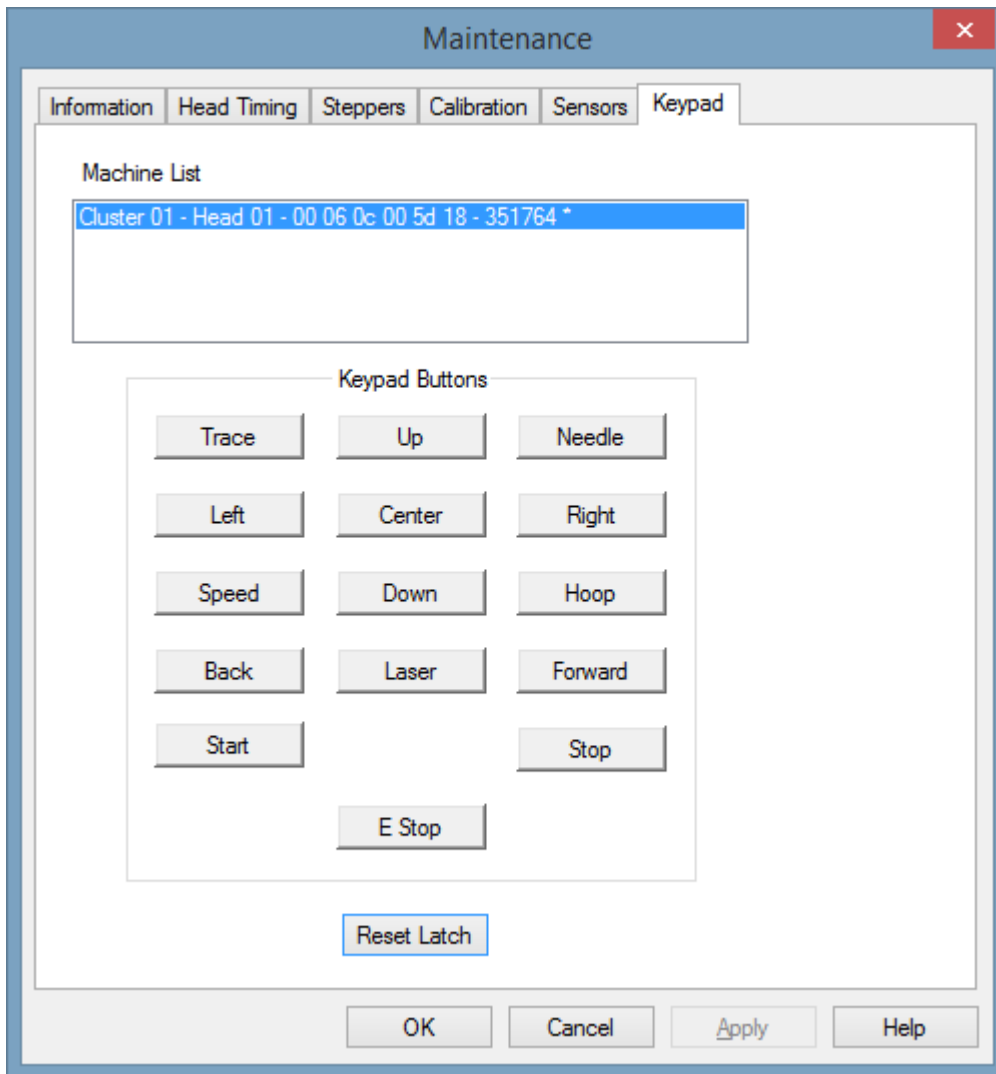 Maintenance
Information Head Timing Steppers Calibration Sensors Keypad
Machine List
Cluster 01 - Head 01 - 00 06 0c 00 5d 18 - 351764 *
Keypad Buttons
Trace Up Needle
Left Center Right
Speed Down Hoop
Back Laser Forward
Start Stop
E Stop
Reset Latch
OK Cancel Apply Help